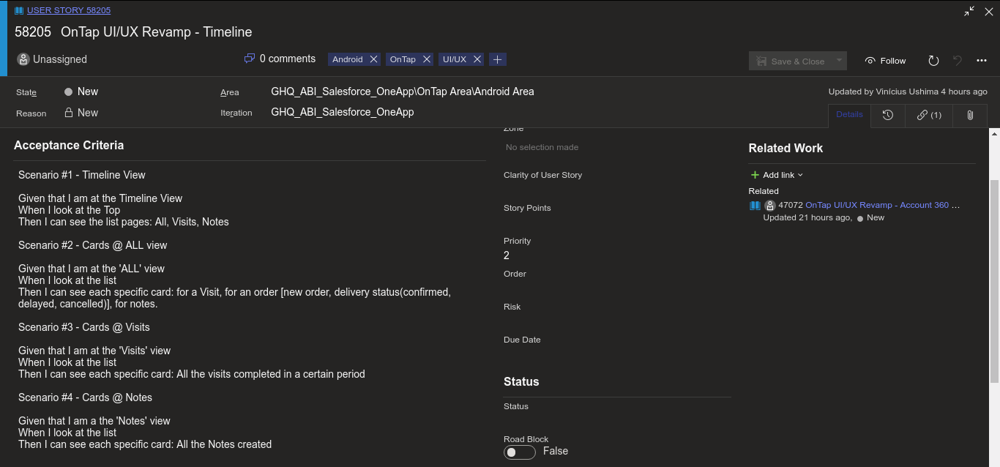 USER STORY 58205
58205 OnTap UI/UX Revamp - Timeline
Unassigned
0 comments
Android
OnTap
UI/UX
Save & Close
Follow
State
New
Area
GHQ_ABI_Salesforce_OneApp\OnTap Area\Android Area
Updated by Vinícius Ushima 4 hours ago
Reason
New
Iteration
GHQ_ABI_Salesforce_OneApp
Details
(1)
Acceptance Criteria
Scenario #1 - Timeline View
Given that I am at the Timeline View
When I look at the Top
Then I can see the list pages: All, Visits, Notes
Scenario #2 - Cards @ ALL view
Given that I am at the 'ALL' view
When I look at the list
Then I can see each specific card: for a Visit, for an order [new order, delivery status(confirmed,
delayed, cancelled)], for notes.
Scenario #3 - Cards @ Visits
Given that I am at the 'Visits' view
When I look at the list
Then I can see each specific card: All the visits completed in a certain period
Scenario #4 - Cards @ Notes
Given that I am a the 'Notes' view
When I look at the list
Then I can see each specific card: All the Notes created
Zone
No selection made
Clarity of User Story
Story Points
Priority
2
Order
Risk
Due Date
Status
Status
Road Block
False
Related Work
Add link
Related
47072 OnTap UI/UX Revamp - Account 360 ...
Updated 21 hours ago, New